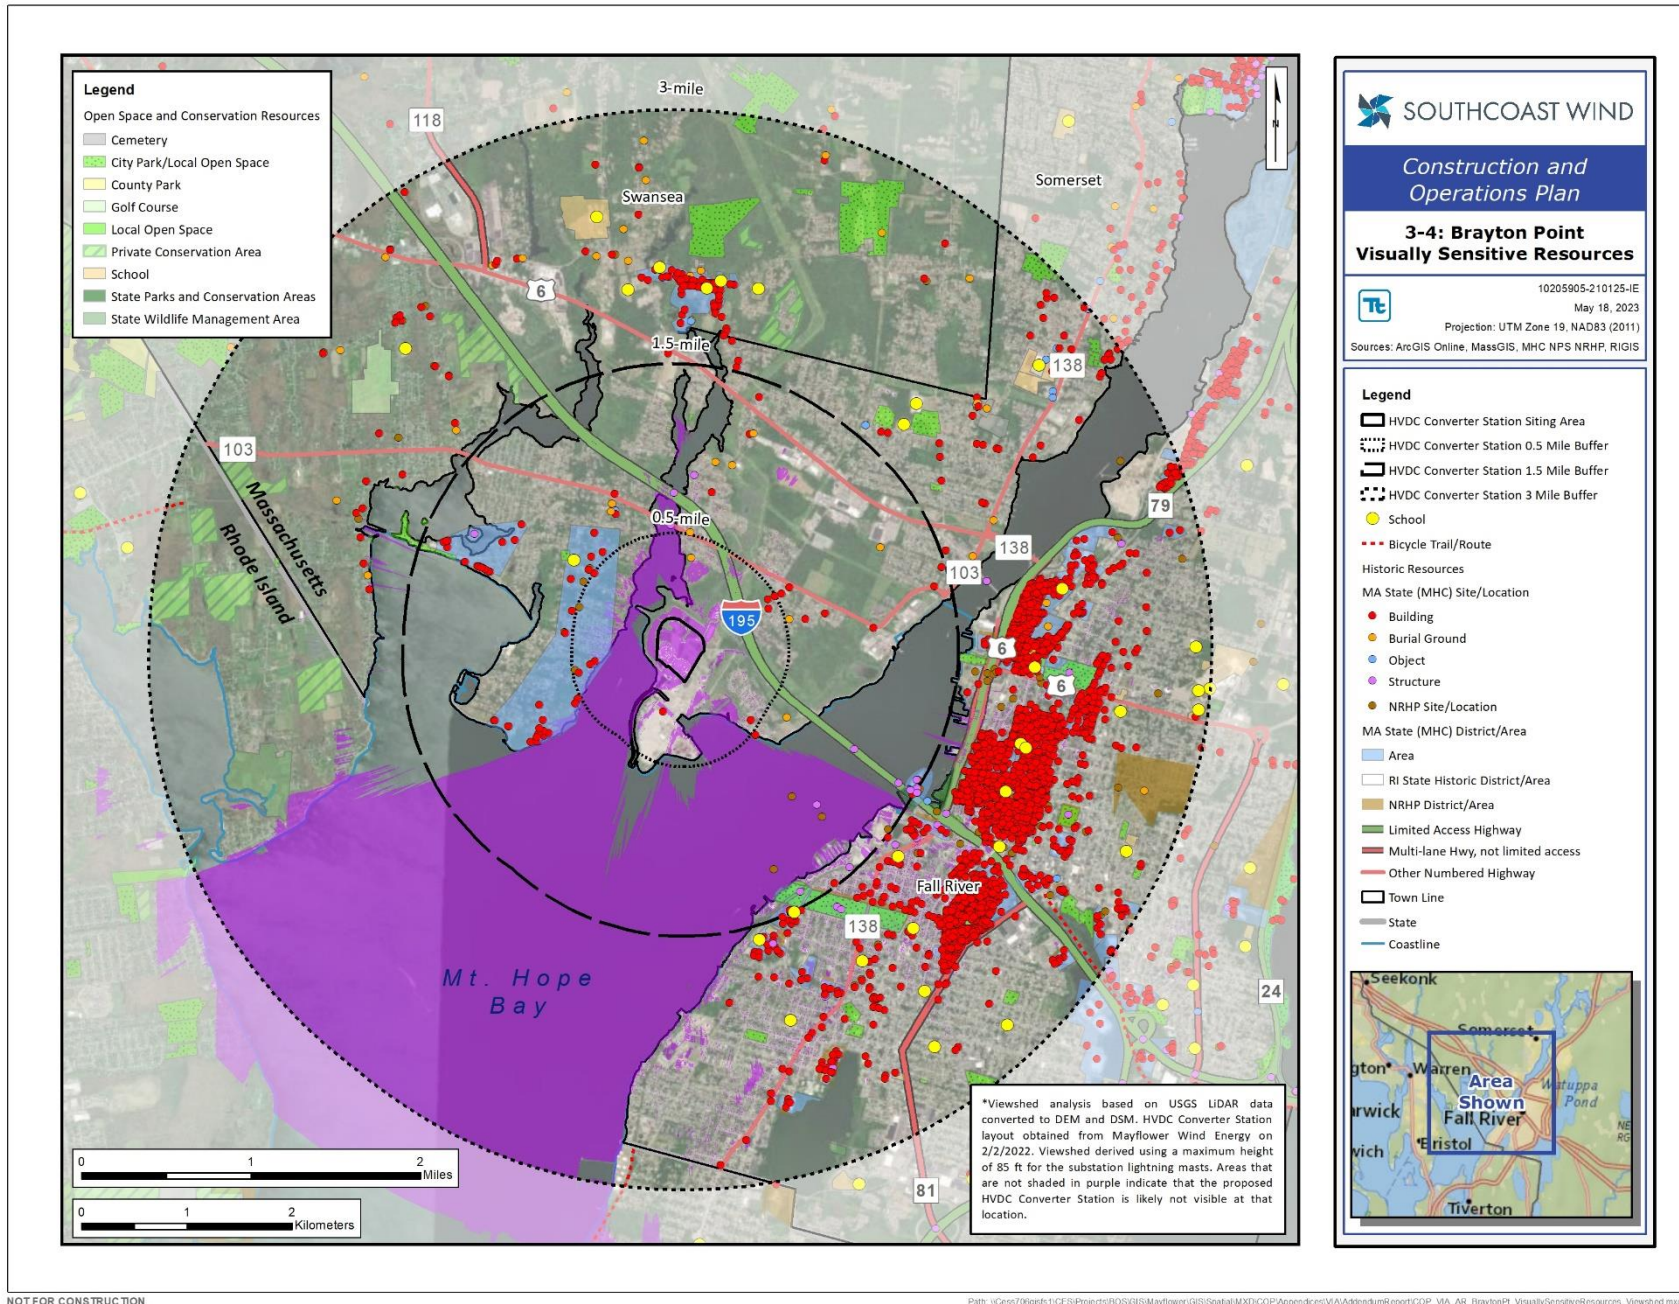 Legend
Open Space and Conservation Resources
Cemetery
City Park/Local Open Space
County Park
Golf Course
Local Open Space
Private Conservation Area
School
State Parks and Conservation Areas
State Wildlife Management Area
3-mile
118
Swansea
Somerset
N
6
1.5-mile
138
103
Massachusetts
Rhode Island
0.5-mile
79
138
103
195
6
6
Fall River
138
Mt. Hope
Bay
24
81
0 1 2
Miles
0 1 2
Kilometers
*Viewshed analysis based on USGS LiDAR data
converted to DEM and DSM. HVDC Converter Station
layout obtained from Mayflower Wind Energy on
2/2/2022. Viewshed derived using a maximum height
of 85 ft for the substation lightning masts. Areas that
are not shaded in purple indicate that the proposed
HVDC Converter Station is likely not visible at that
location.
SOUTHCOAST WIND
Construction and
Operations Plan
3-4: Brayton Point
Visually Sensitive Resources
Tt
10205905-210125-IE
May 18, 2023
Projection: UTM Zone 19, NAD83 (2011)
Sources: ArcGIS Online, MassGIS, MHC NPS NRHP, RIGIS
Legend
HVDC Converter Station Siting Area
HVDC Converter Station 0.5 Mile Buffer
HVDC Converter Station 1.5 Mile Buffer
HVDC Converter Station 3 Mile Buffer
School
Bicycle Trail/Route
Historic Resources
MA State (MHC) Site/Location
Building
Burial Ground
Object
Structure
NRHP Site/Location
MA State (MHC) District/Area
Area
RI State Historic District/Area
NRHP District/Area
Limited Access Highway
Multi-lane Hwy, not limited access
Other Numbered Highway
Town Line
State
Coastline
Seekonk
Somerset
gton
Warren
Area
Shown
Watuppa
Pond
arwick
Fall River
NE
RG
wich
Bristol
Tiverton
NOT FOR CONSTRUCTION